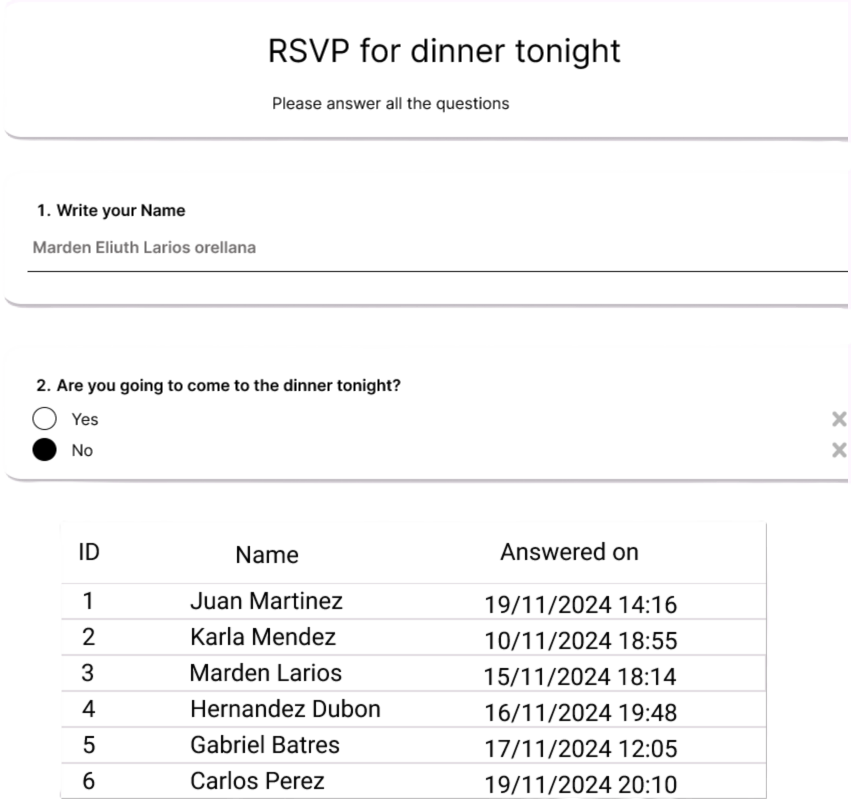 RSVP for dinner tonight
Please answer all the questions
1. Write your Name
Marden Eliuth Larios orellana
2. Are you going to come to the dinner tonight?
Yes
No
ID Name Answered on
1 Juan Martinez 19/11/2024 14:16
2 Karla Mendez 10/11/2024 18:55
3 Marden Larios 15/11/2024 18:14
4 Hernandez Dubon 16/11/2024 19:48
5 Gabriel Batres 17/11/2024 12:05
6 Carlos Perez 19/11/2024 20:10